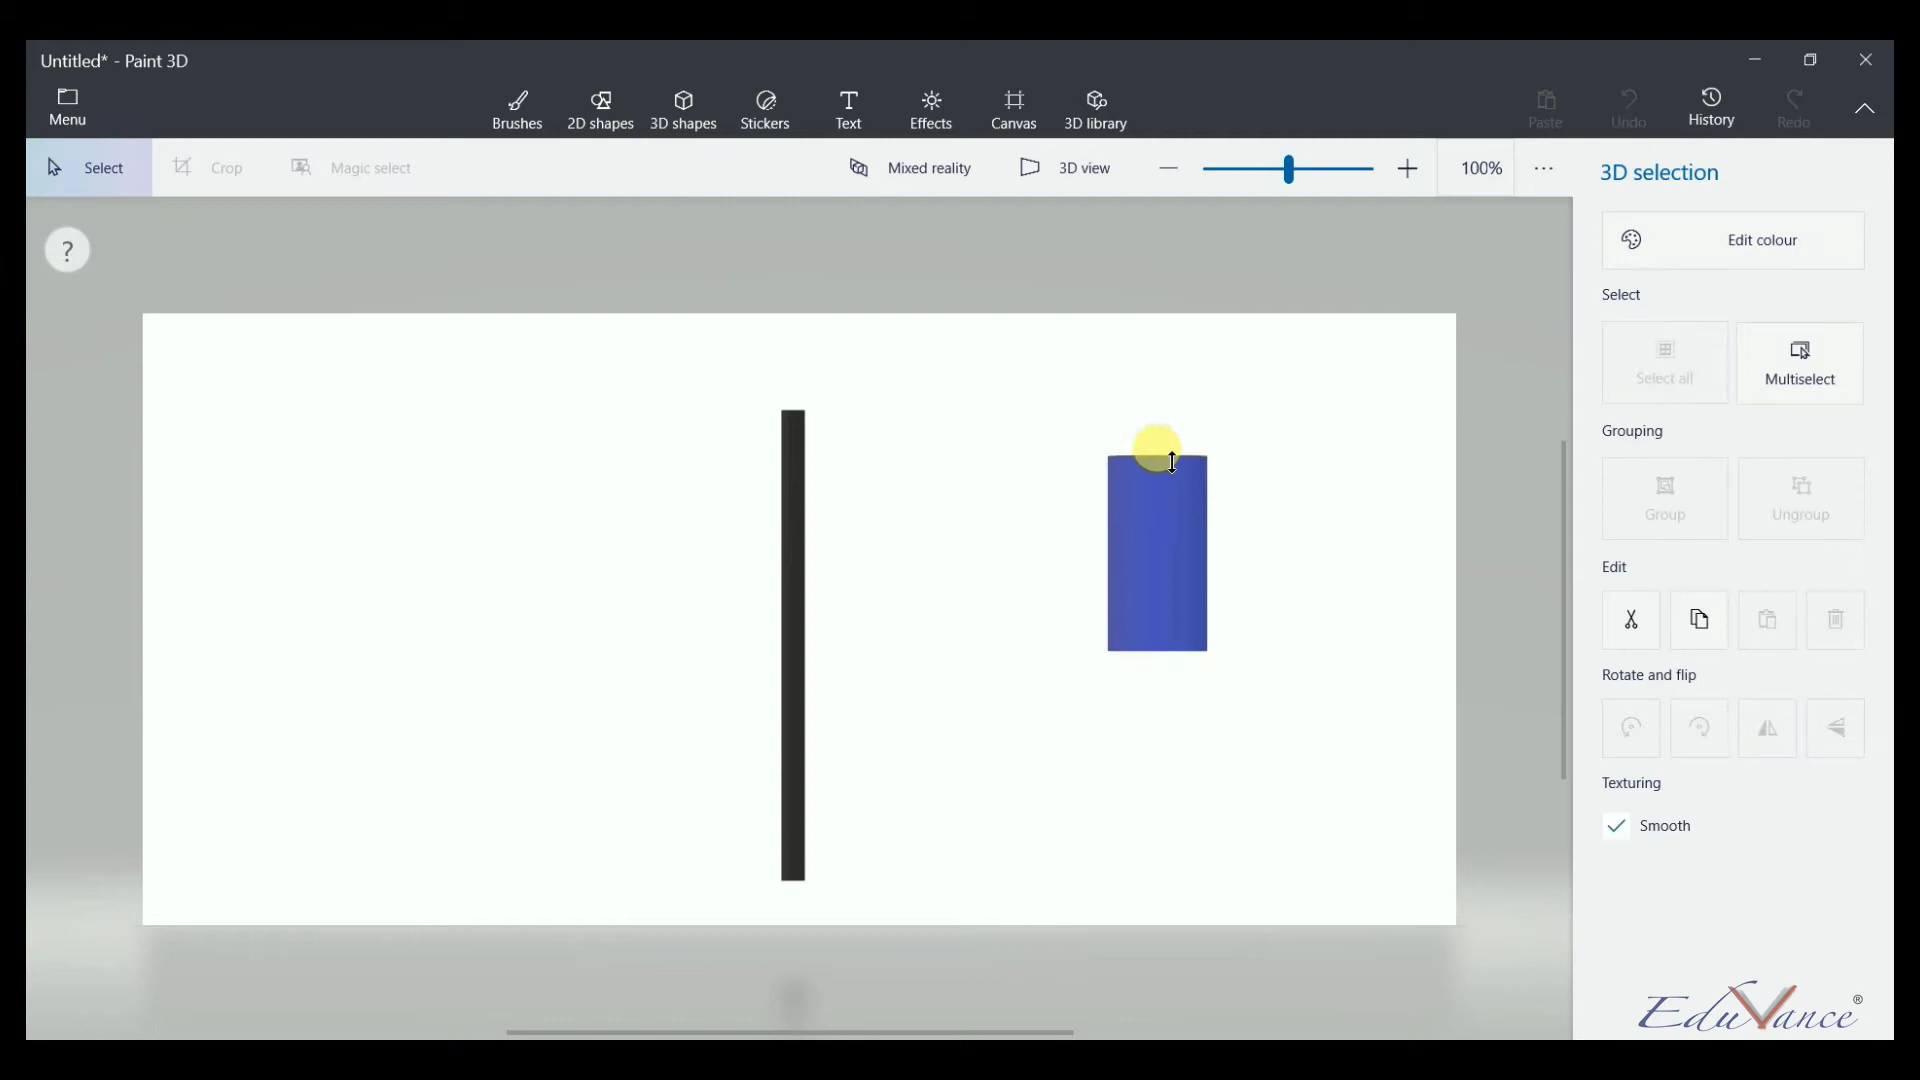 Untitled* - Paint 3D
Menu
Brushes
2D shapes
3D shapes
Stickers
Text
Effects
Canvas
3D library
Paste
Undo
History
Redo
Select
Crop
Magic select
Mixed reality
3D view
100%
?
3D selection
Edit colour
Select
Select all
Multiselect
Grouping
Group
Ungroup
Edit
Rotate and flip
Texturing
Smooth
EduVance®